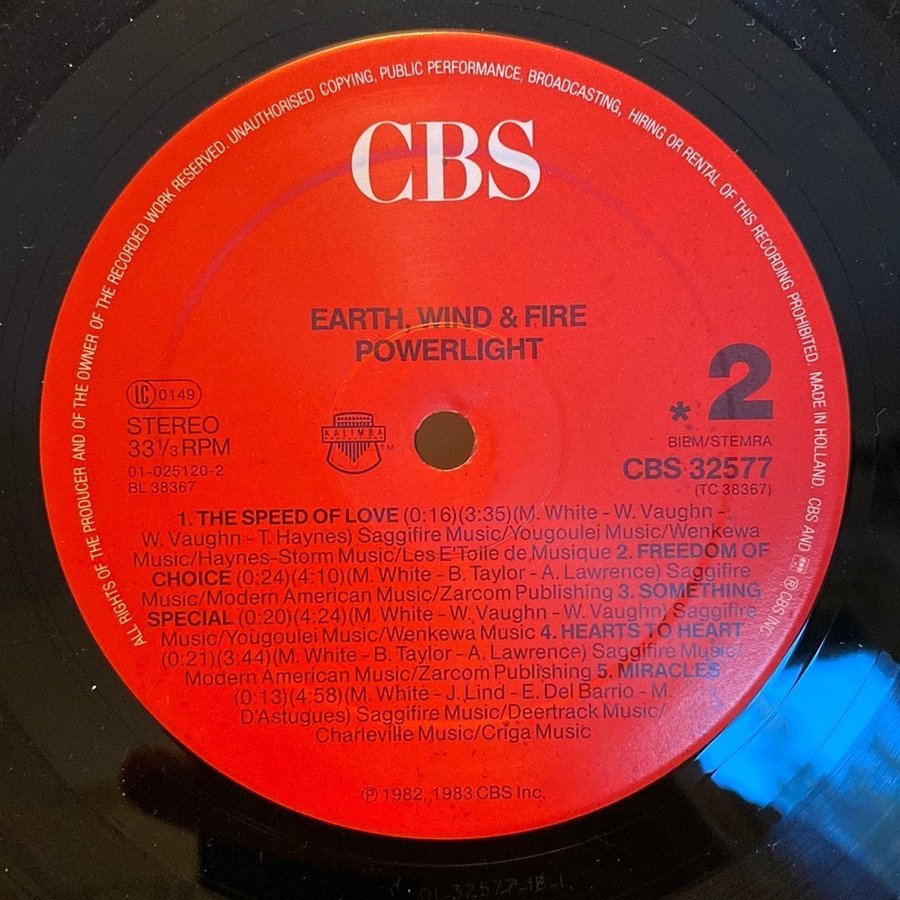 ALL RIGHTS OF THE PRODUCER AND OF THE OWNER OF THE RECORDED WORK RESERVED. UNAUTHORISED COPYING, PUBLIC PERFORMANCE, BROADCASTING, HIRING OR RENTAL OF THIS RECORDING PROHIBITED. MADE IN HOLLAND. CBS AND ℗ CBS INC
CBS
EARTH, WIND & FIRE
POWERLIGHT
LC 0149
STEREO
33⅓ RPM
01-025120-2
BL 38367
KALIMBA
TM
* 2
BIEM/STEMRA
CBS 32577
(TC 38367)
1. THE SPEED OF LOVE (0:16)(3:35)(M. White - W. Vaughn -
W. Vaughn - T. Haynes) Saggifire Music/Yougoulei Music/Wenkewa
Music/Haynes-Storm Music/Les E'Toile de Musique 2. FREEDOM OF
CHOICE (0:24)(4:10)(M. White - B. Taylor - A. Lawrence) Saggifire
Music/Modern American Music/Zarcom Publishing 3. SOMETHING
SPECIAL (0:20)(4:24)(M. White - W. Vaughn - W. Vaughn) Saggifire
Music/Yougoulei Music/Wenkewa Music 4. HEARTS TO HEART
(0:21)(3:44)(M. White - B. Taylor - A. Lawrence) Saggifire Music/
Modern American Music/Zarcom Publishing 5. MIRACLES
(0:13)(4:58)(M. White - J. Lind - E. Del Barrio - M.
D'Astugues) Saggifire Music/Deertrack Music/
Charleville Music/Criga Music
℗ 1982, 1983 CBS Inc.
01-32577-1B-1